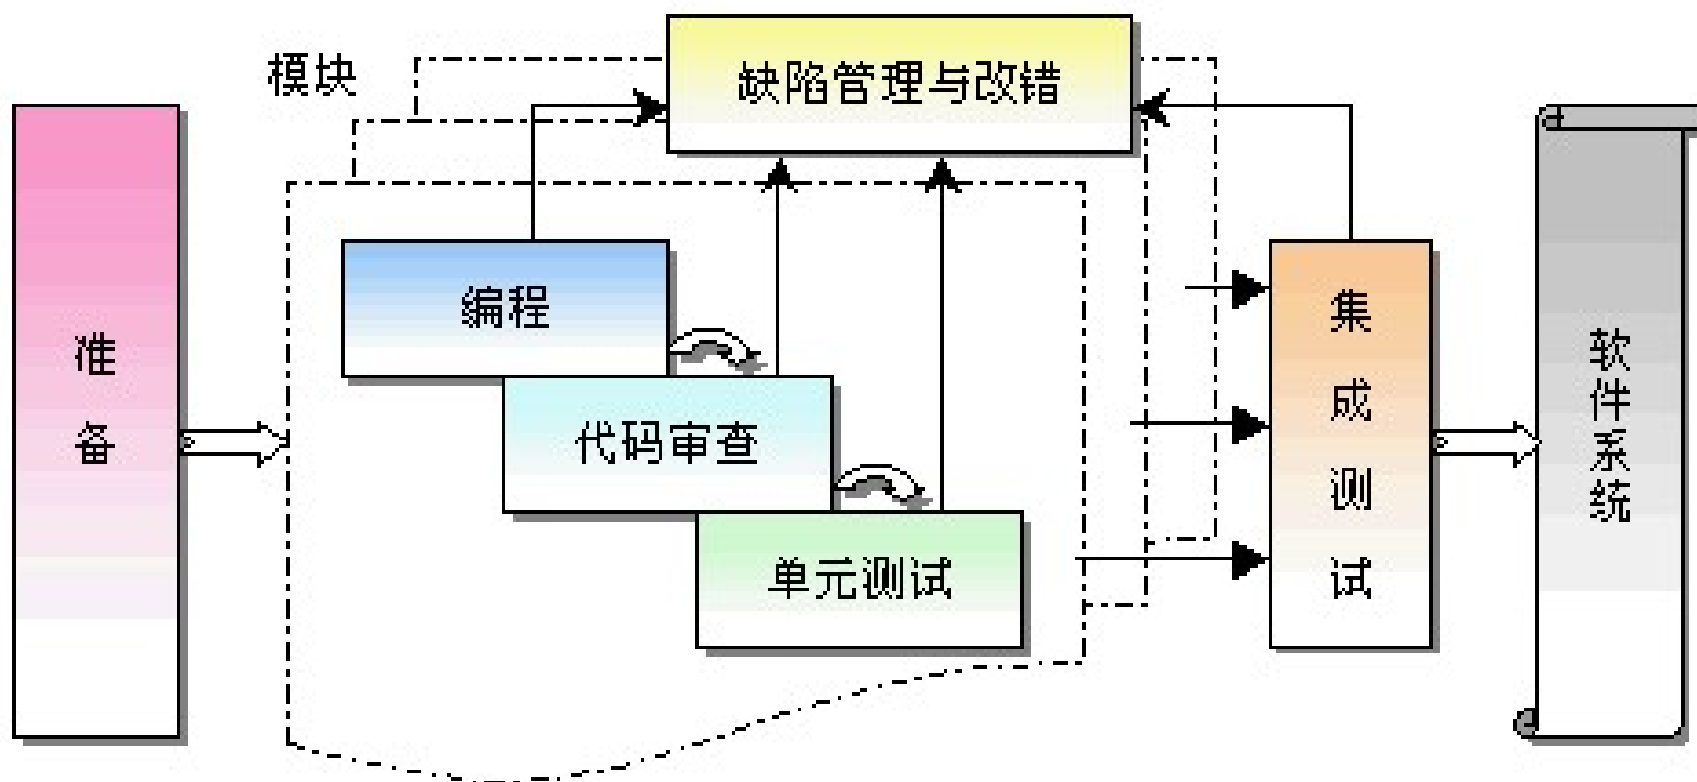 模块
缺陷管理与改错
准备
编程
代码审查
单元测试
集成测试
软件系统